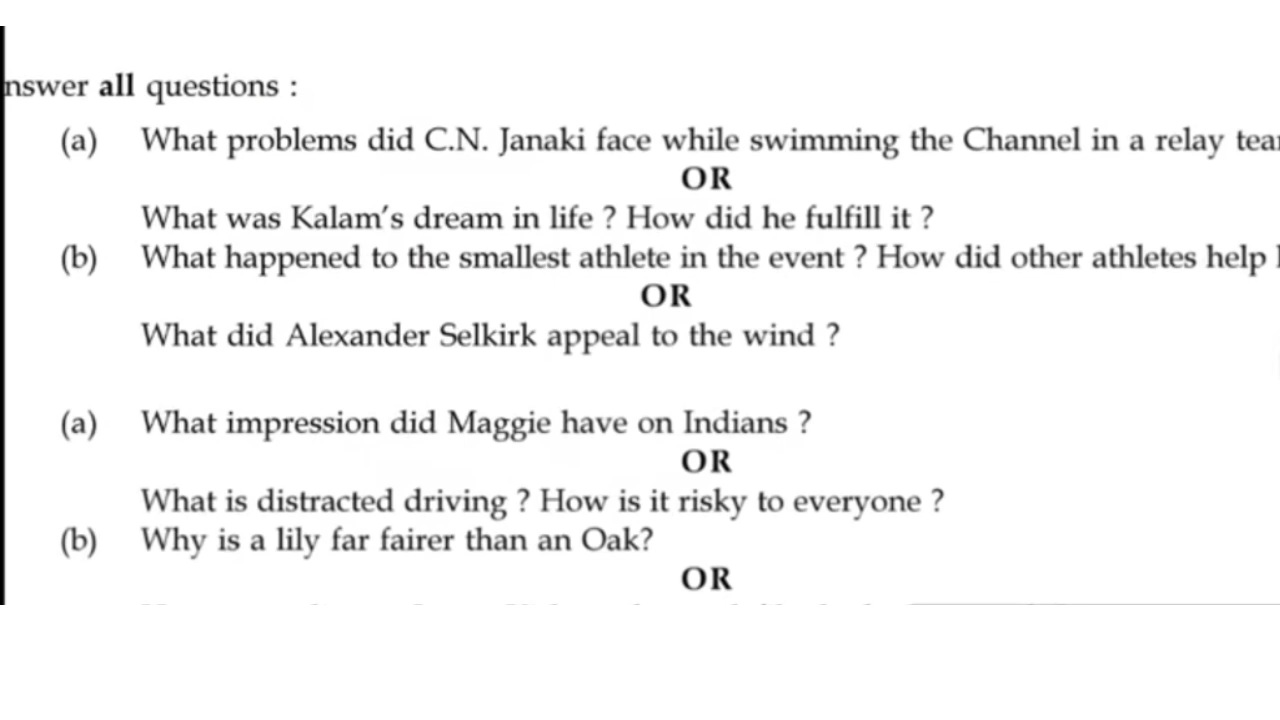 nswer all questions :
(a) What problems did C.N. Janaki face while swimming the Channel in a relay
OR
What was Kalam's dream in life ? How did he fulfill it ?
(b) What happened to the smallest athlete in the event ? How did other athletes help
OR
What did Alexander Selkirk appeal to the wind ?
(a) What impression did Maggie have on Indians ?
OR
What is distracted driving ? How is it risky to everyone ?
(b) Why is a lily far fairer than an Oak?
OR